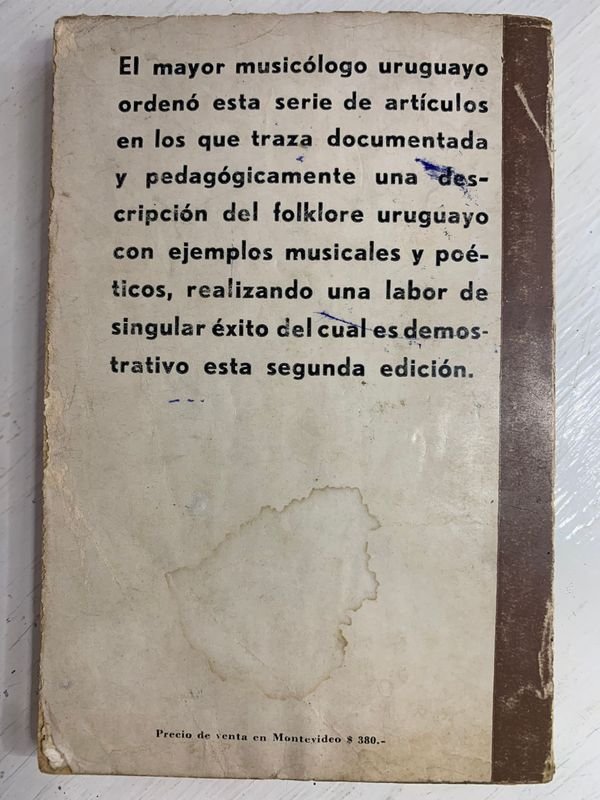 El mayor musicólogo uruguayo
ordenó esta serie de artículos
en los que traza documentada
y pedagógicamente una des-
cripción del folklore uruguayo
con ejemplos musicales y poé-
ticos, realizando una labor de
singular éxito del cual es demos-
trativo esta segunda edición.
Precio de venta en Montevideo $ 380.-